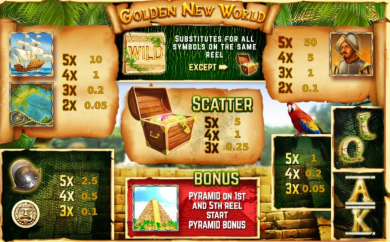 GOLDEN NEW WORLD
WILD
SUBSTITUTES FOR ALL
SYMBOLS ON THE SAME
REEL
EXCEPT
5X 10
4X 1
3X 0.2
2X 0.05
5X 50
4X 5
3X 1
2X 0.1
SCATTER
5X 5
4X 1
3X 0.25
5X 2.5
4X 0.5
3X 0.1
BONUS
PYRAMID ON 1ST
AND 5TH REEL
START
PYRAMID BONUS
5X 1
4X 0.2
3X 0.05
J Q
A K